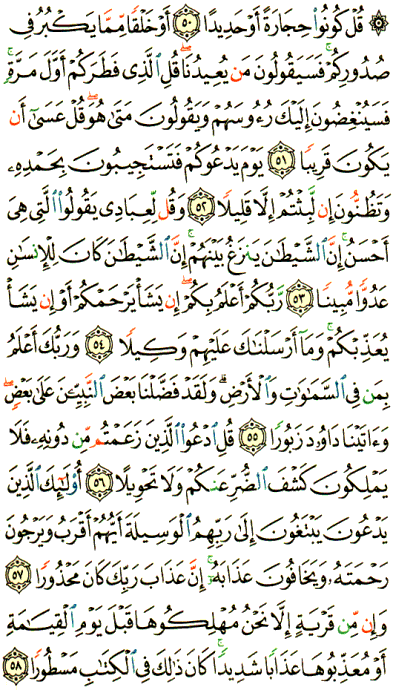 ۞ قُلْ كُونُوا۟ حِجَارَةً أَوْ حَدِيدًا ﴿٥٠﴾ أَوْ خَلْقًا مِّمَّا يَكْبُرُ فِى
صُدُورِكُمْ ۚ فَسَيَقُولُونَ مَن يُعِيدُنَا ۖ قُلِ ٱلَّذِى فَطَرَكُمْ أَوَّلَ مَرَّةٍ ۚ
فَسَيُنْغِضُونَ إِلَيْكَ رُءُوسَهُمْ وَيَقُولُونَ مَتَىٰ هُوَ ۖ قُلْ عَسَىٰٓ أَن
يَكُونَ قَرِيبًا ﴿٥١﴾ يَوْمَ يَدْعُوكُمْ فَتَسْتَجِيبُونَ بِحَمْدِهِۦ
وَتَظُنُّونَ إِن لَّبِثْتُمْ إِلَّا قَلِيلًا ﴿٥٢﴾ وَقُل لِّعِبَادِى يَقُولُوا۟ ٱلَّتِى هِىَ
أَحْسَنُ ۚ إِنَّ ٱلشَّيْطَـٰنَ يَنزَغُ بَيْنَهُمْ ۚ إِنَّ ٱلشَّيْطَـٰنَ كَانَ لِلْإِنسَـٰنِ
عَدُوًّا مُّبِينًا ﴿٥٣﴾ رَّبُّكُمْ أَعْلَمُ بِكُمْ ۖ إِن يَشَأْ يَرْحَمْكُمْ أَوْ إِن يَشَأْ
يُعَذِّبْكُمْ ۚ وَمَآ أَرْسَلْنَـٰكَ عَلَيْهِمْ وَكِيلًا ﴿٥٤﴾ وَرَبُّكَ أَعْلَمُ
بِمَن فِى ٱلسَّمَـٰوَٰتِ وَٱلْأَرْضِ ۗ وَلَقَدْ فَضَّلْنَا بَعْضَ ٱلنَّبِيِّـۧنَ عَلَىٰ بَعْضٍ ۖ
وَءَاتَيْنَا دَاوُۥدَ زَبُورًا ﴿٥٥﴾ قُلِ ٱدْعُوا۟ ٱلَّذِينَ زَعَمْتُم مِّن دُونِهِۦ فَلَا
يَمْلِكُونَ كَشْفَ ٱلضُّرِّ عَنكُمْ وَلَا تَحْوِيلًا ﴿٥٦﴾ أُو۟لَـٰٓئِكَ ٱلَّذِينَ
يَدْعُونَ يَبْتَغُونَ إِلَىٰ رَبِّهِمُ ٱلْوَسِيلَةَ أَيُّهُمْ أَقْرَبُ وَيَرْجُونَ
رَحْمَتَهُۥ وَيَخَافُونَ عَذَابَهُۥٓ ۚ إِنَّ عَذَابَ رَبِّكَ كَانَ مَحْذُورًا ﴿٥٧﴾
وَإِن مِّن قَرْيَةٍ إِلَّا نَحْنُ مُهْلِكُوهَا قَبْلَ يَوْمِ ٱلْقِيَـٰمَةِ
أَوْ مُعَذِّبُوهَا عَذَابًا شَدِيدًا ۚ كَانَ ذَٰلِكَ فِى ٱلْكِتَـٰبِ مَسْطُورًا ﴿٥٨﴾